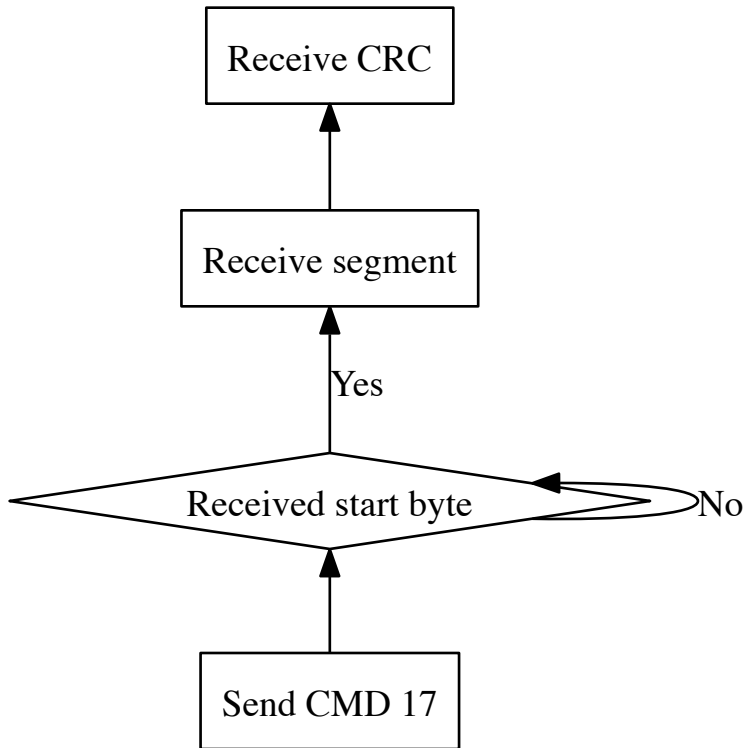 Receive CRC
Receive segment
Yes
Received start byte
No
Send CMD 17